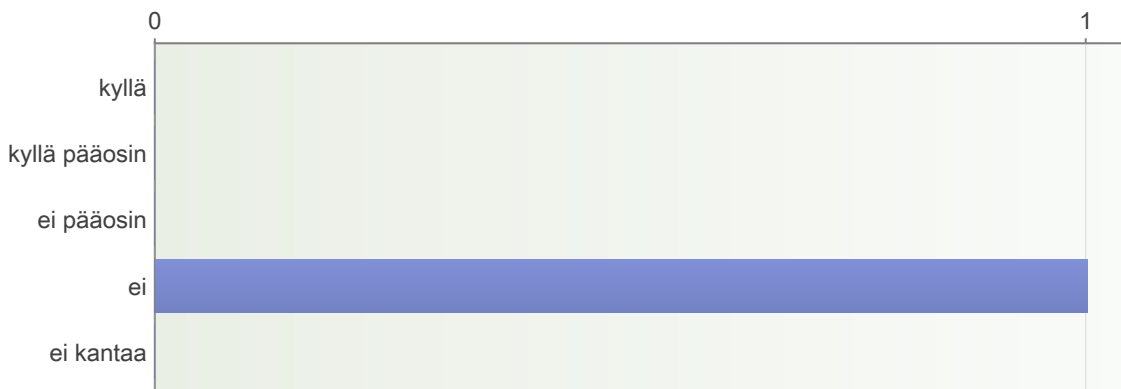 0 1
kyllä
kyllä pääosin
ei pääosin
ei
ei kantaa